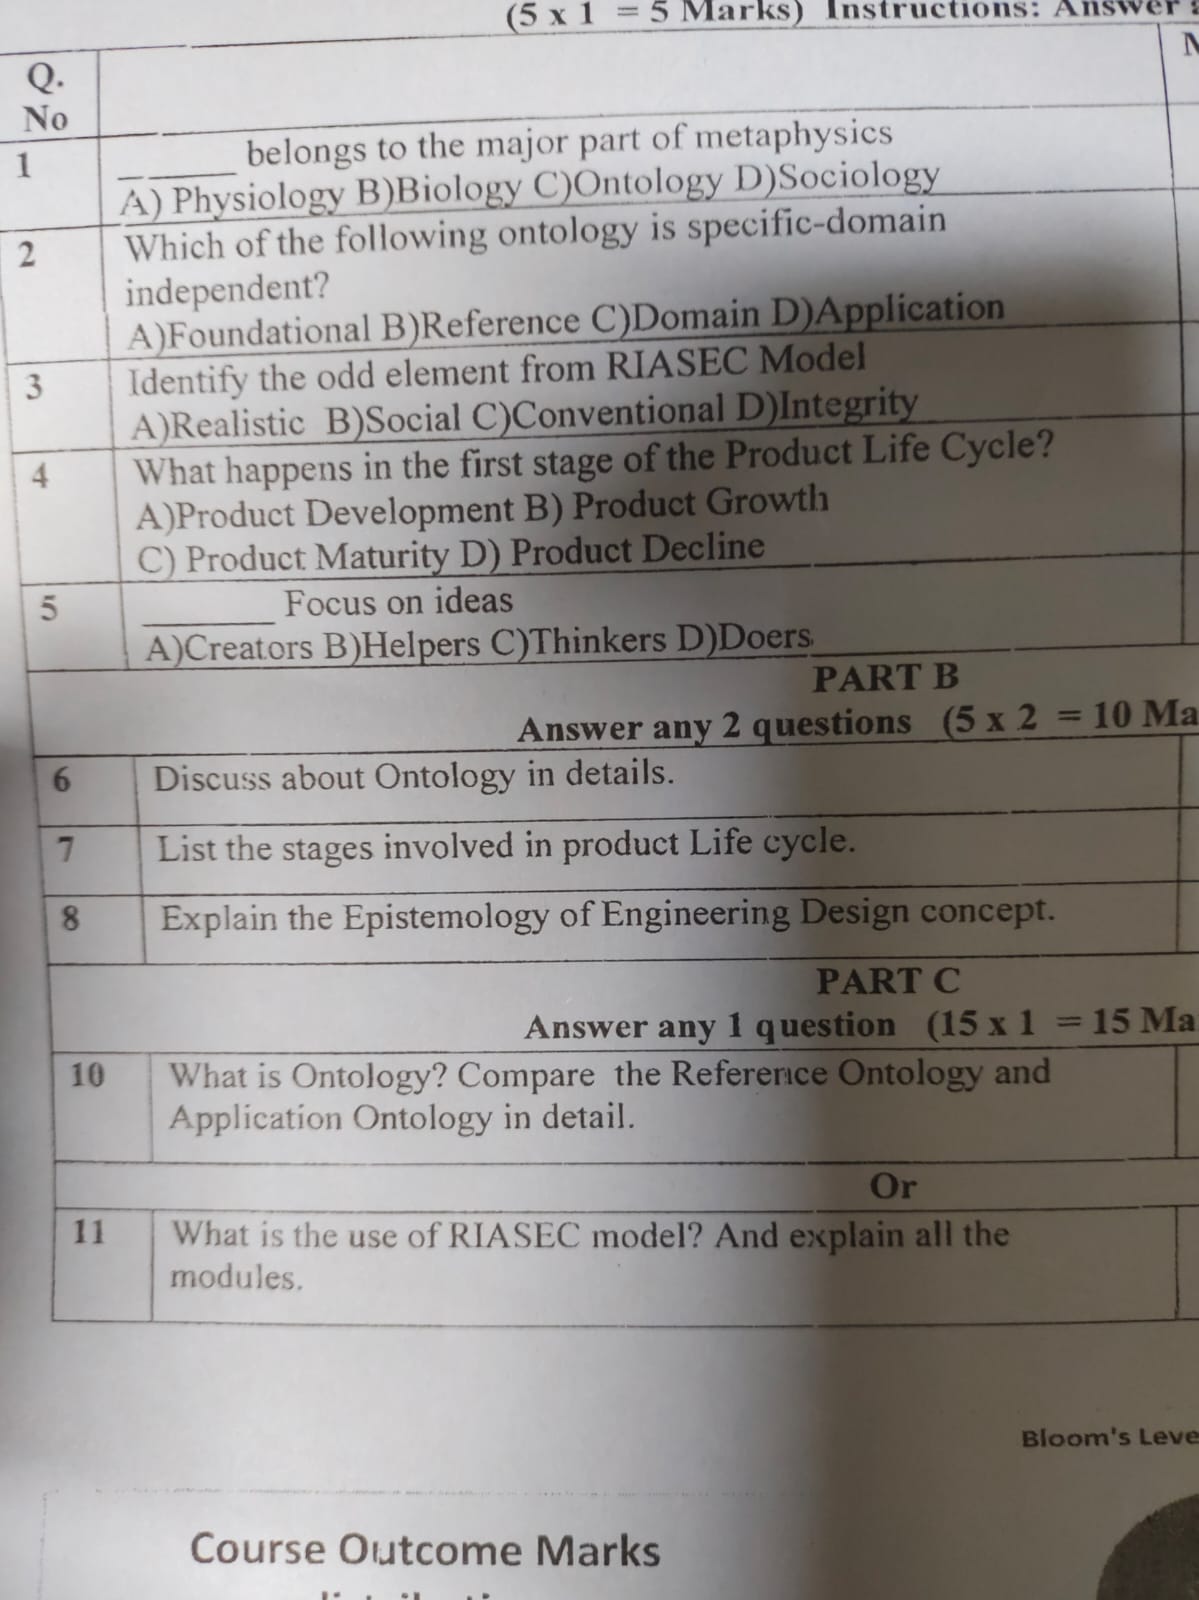 (5 x 1 = 5 Marks) Instructions: Answer
Q.
No
1
______ belongs to the major part of metaphysics
A) Physiology B)Biology C)Ontology D)Sociology
2
Which of the following ontology is specific-domain
independent?
A)Foundational B)Reference C)Domain D)Application
3
Identify the odd element from RIASEC Model
A)Realistic B)Social C)Conventional D)Integrity
4
What happens in the first stage of the Product Life Cycle?
A)Product Development B) Product Growth
C) Product Maturity D) Product Decline
5
______ Focus on ideas
A)Creators B)Helpers C)Thinkers D)Doers
PART B
Answer any 2 questions (5 x 2 = 10 Ma
6 Discuss about Ontology in details.
7 List the stages involved in product Life cycle.
8 Explain the Epistemology of Engineering Design concept.
PART C
Answer any 1 question (15 x 1 = 15 Ma
10 What is Ontology? Compare the Reference Ontology and
Application Ontology in detail.
Or
11 What is the use of RIASEC model? And explain all the
modules.
Bloom's Leve
Course Outcome Marks